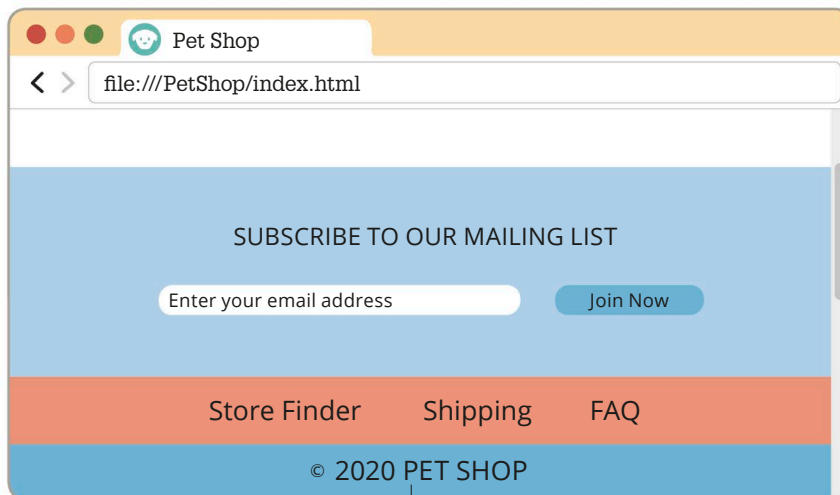 Pet Shop
file:///PetShop/index.html
SUBSCRIBE TO OUR MAILING LIST
Enter your email address
Join Now
Store Finder Shipping FAQ
© 2020 PET SHOP